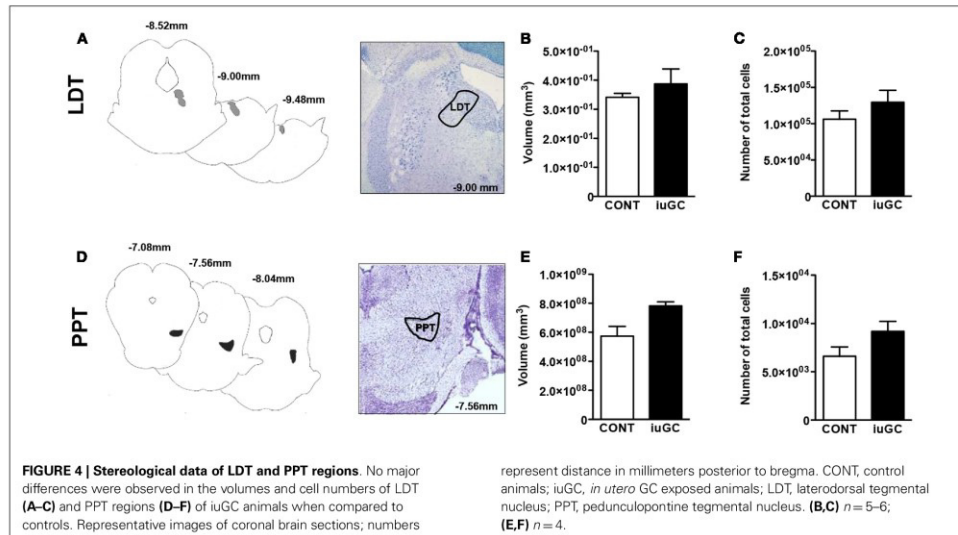 A
LDT
-8.52mm
-9.00mm
-9.48mm
LDT
-9.00 mm
B
Volume (mm³)
5.0×10⁻⁰¹
4.0×10⁻⁰¹
3.0×10⁻⁰¹
2.0×10⁻⁰¹
1.0×10⁻⁰¹
0
CONT iuGC
C
Number of total cells
2.0×10⁰⁵
1.5×10⁰⁵
1.0×10⁰⁵
5.0×10⁰⁴
0
CONT iuGC
D
PPT
-7.08mm
-7.56mm
-8.04mm
PPT
-7.56mm
E
Volume (mm³)
1.0×10⁰⁹
8.0×10⁰⁸
6.0×10⁰⁸
4.0×10⁰⁸
2.0×10⁰⁸
0
CONT iuGC
F
Number of total cells
1.5×10⁰⁴
1.0×10⁰⁴
5.0×10⁰³
0
CONT iuGC
FIGURE 4 | Stereological data of LDT and PPT regions. No major
differences were observed in the volumes and cell numbers of LDT
(A–C) and PPT regions (D–F) of iuGC animals when compared to
controls. Representative images of coronal brain sections; numbers
represent distance in millimeters posterior to bregma. CONT, control
animals; iuGC, in utero GC exposed animals; LDT, laterodorsal tegmental
nucleus; PPT, pedunculopontine tegmental nucleus. (B,C) n = 5–6;
(E,F) n = 4.